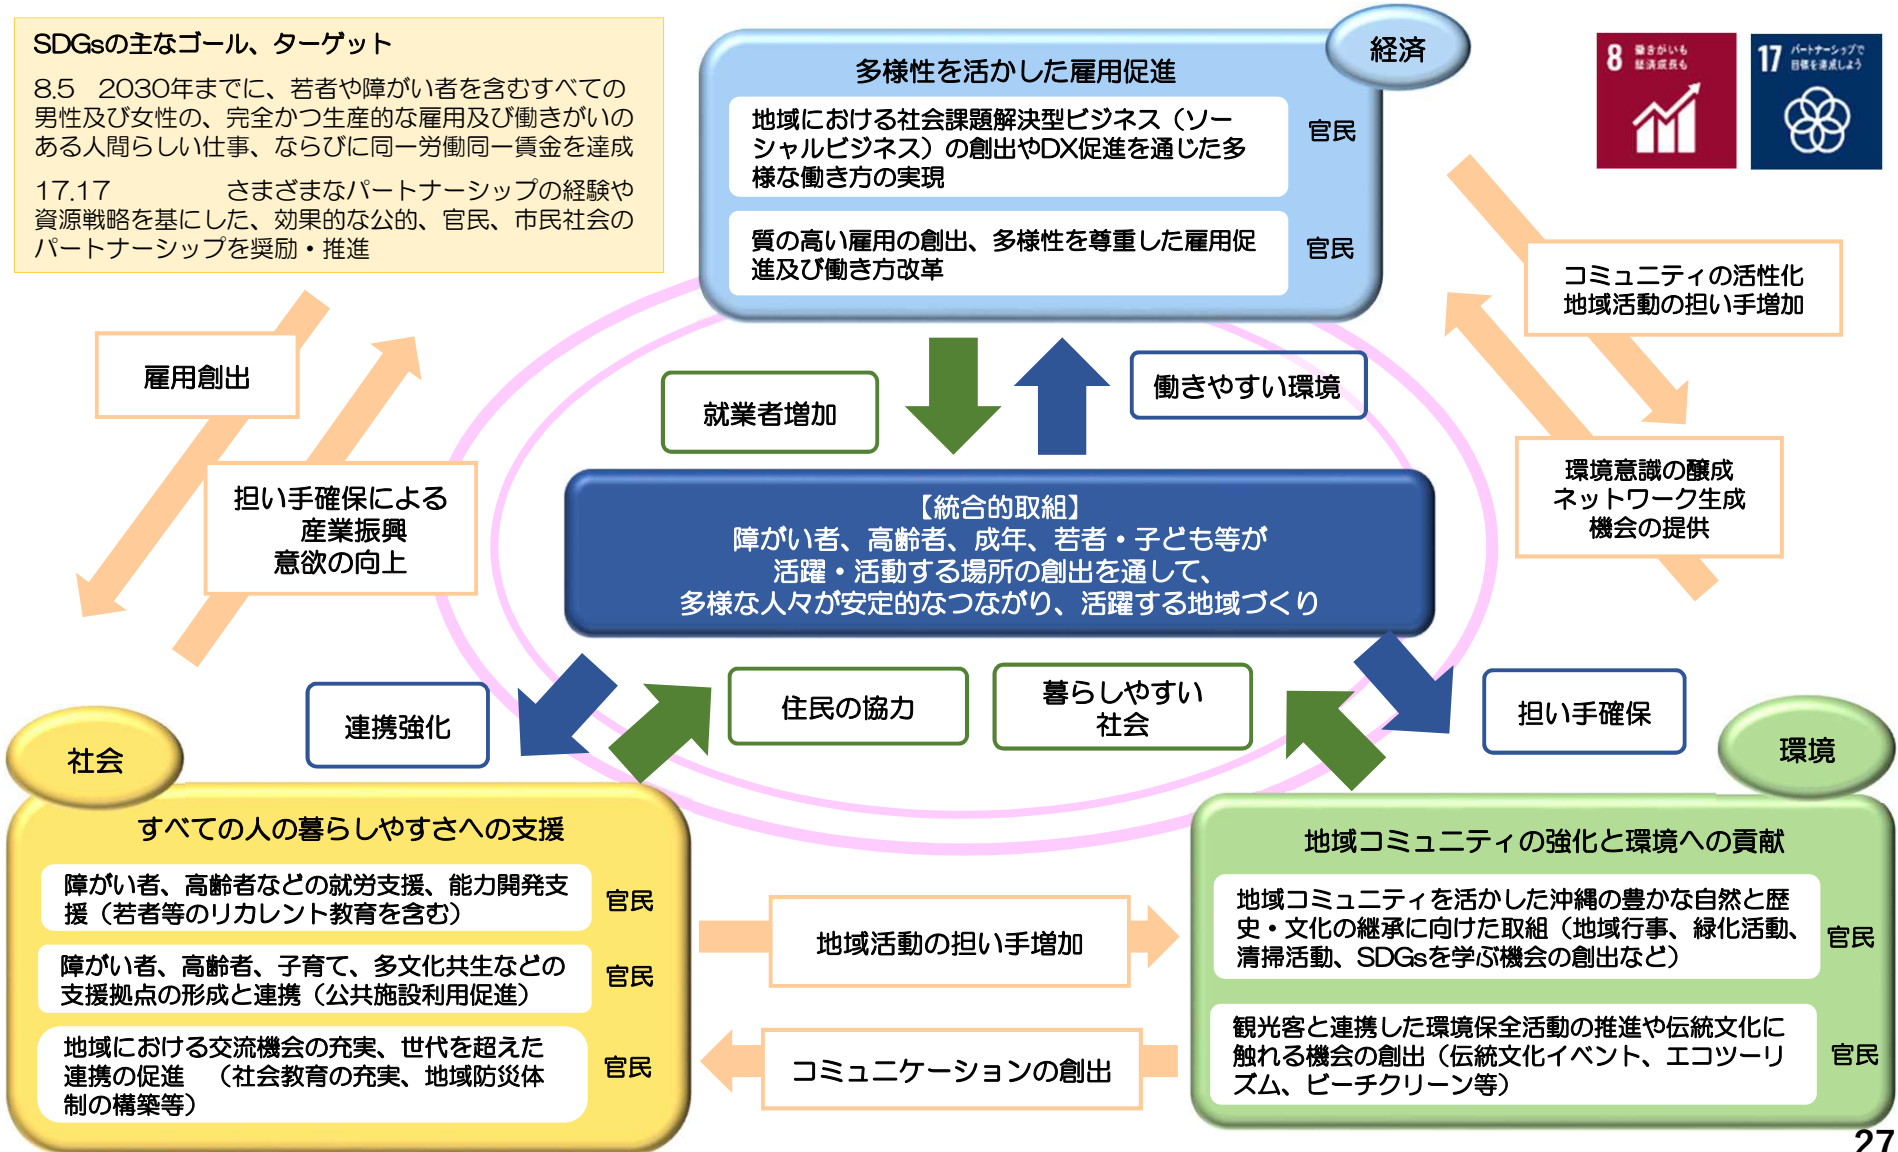 SDGsの主なゴール、ターゲット
8.5　2030年までに、若者や障がい者を含むすべての
男性及び女性の、完全かつ生産的な雇用及び働きがいの
ある人間らしい仕事、ならびに同一労働同一賃金を達成
17.17　　　　　さまざまなパートナーシップの経験や
資源戦略を基にした、効果的な公的、官民、市民社会の
パートナーシップを奨励・推進
経済
多様性を活かした雇用促進
地域における社会課題解決型ビジネス（ソー
シャルビジネス）の創出やDX促進を通じた多
様な働き方の実現
官民
質の高い雇用の創出、多様性を尊重した雇用促
進及び働き方改革
官民
8 働きがいも
経済成長も
17 パートナーシップで
目標を達成しよう
コミュニティの活性化
地域活動の担い手増加
環境意識の醸成
ネットワーク生成
機会の提供
雇用創出
担い手確保による
産業振興
意欲の向上
就業者増加
働きやすい環境
【統合的取組】
障がい者、高齢者、成年、若者・子ども等が
活躍・活動する場所の創出を通して、
多様な人々が安定的なつながり、活躍する地域づくり
連携強化
住民の協力
暮らしやすい
社会
担い手確保
社会
すべての人の暮らしやすさへの支援
障がい者、高齢者などの就労支援、能力開発支
援（若者等のリカレント教育を含む）
官民
障がい者、高齢者、子育て、多文化共生などの
支援拠点の形成と連携（公共施設利用促進）
官民
地域における交流機会の充実、世代を超えた
連携の促進　（社会教育の充実、地域防災体
制の構築等）
官民
地域活動の担い手増加
コミュニケーションの創出
環境
地域コミュニティの強化と環境への貢献
地域コミュニティを活かした沖縄の豊かな自然と歴
史・文化の継承に向けた取組（地域行事、緑化活動、
清掃活動、SDGsを学ぶ機会の創出など）
官民
観光客と連携した環境保全活動の推進や伝統文化に
触れる機会の創出（伝統文化イベント、エコツーリ
ズム、ビーチクリーン等）
官民
27